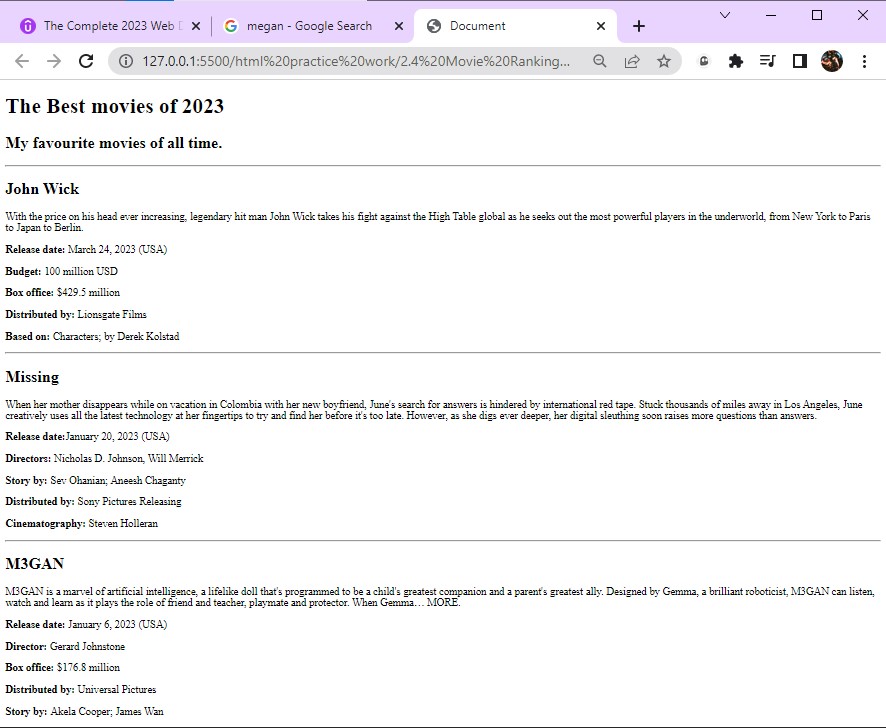 The Complete 2023 Web D
megan - Google Search
Document
127.0.0.1:5500/html%20practice%20work/2.4%20Movie%20Ranking...
The Best movies of 2023
My favourite movies of all time.
John Wick
With the price on his head ever increasing, legendary hit man John Wick takes his fight against the High Table global as he seeks out the most powerful players in the underworld, from New York to Paris
to Japan to Berlin.
Release date: March 24, 2023 (USA)
Budget: 100 million USD
Box office: $429.5 million
Distributed by: Lionsgate Films
Based on: Characters; by Derek Kolstad
Missing
When her mother disappears while on vacation in Colombia with her new boyfriend, June's search for answers is hindered by international red tape. Stuck thousands of miles away in Los Angeles, June
creatively uses all the latest technology at her fingertips to try and find her before it's too late. However, as she digs ever deeper, her digital sleuthing soon raises more questions than answers.
Release date:January 20, 2023 (USA)
Directors: Nicholas D. Johnson, Will Merrick
Story by: Sev Ohanian; Aneesh Chaganty
Distributed by: Sony Pictures Releasing
Cinematography: Steven Holleran
M3GAN
M3GAN is a marvel of artificial intelligence, a lifelike doll that's programmed to be a child's greatest companion and a parent's greatest ally. Designed by Gemma, a brilliant roboticist, M3GAN can listen,
watch and learn as it plays the role of friend and teacher, playmate and protector. When Gemma… MORE.
Release date: January 6, 2023 (USA)
Director: Gerard Johnstone
Box office: $176.8 million
Distributed by: Universal Pictures
Story by: Akela Cooper; James Wan